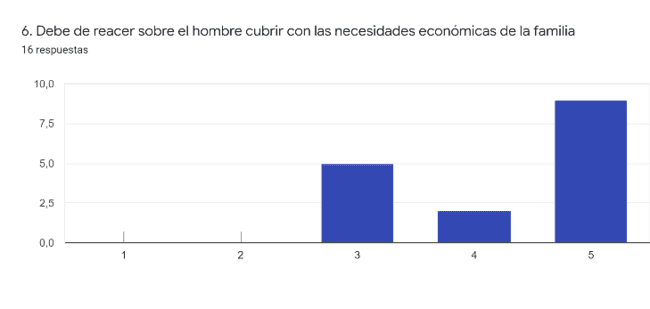 6. Debe de reacer sobre el hombre cubrir con las necesidades económicas de la familia
16 respuestas
10,0
7,5
5,0
2,5
0,0
1 2 3 4 5